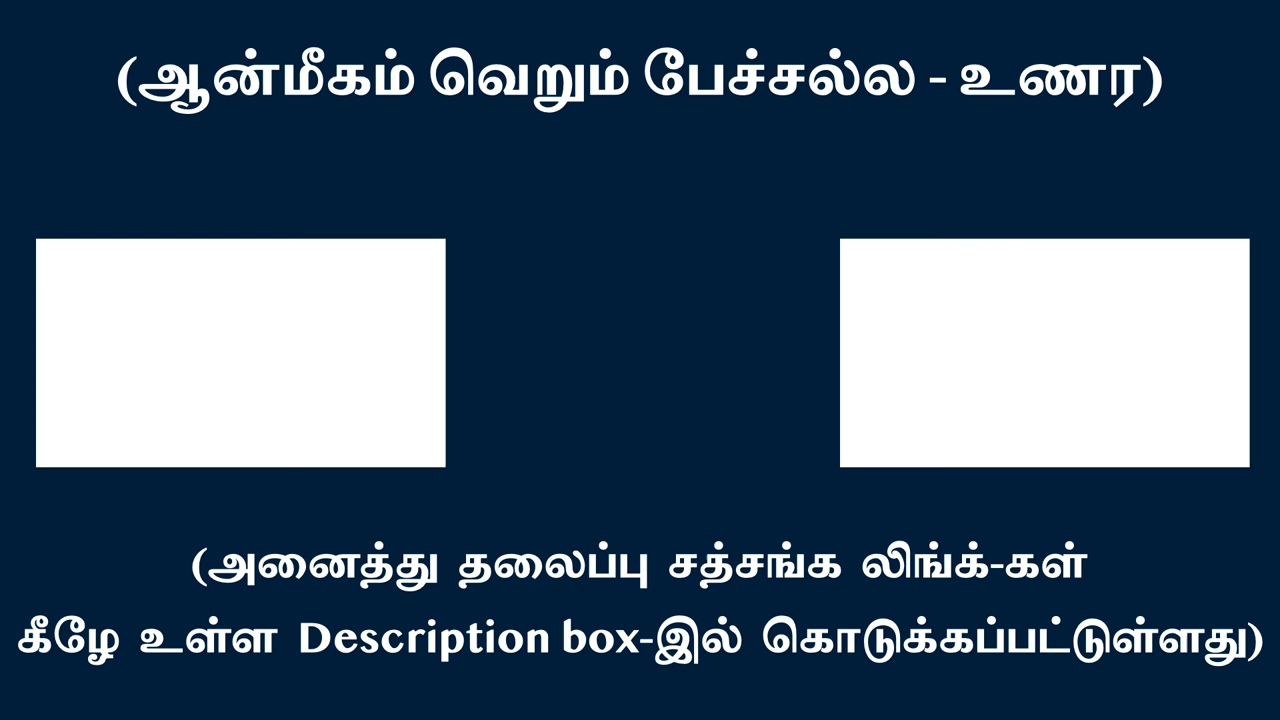 (ஆன்மீகம் வெறும் பேச்சல்ல - உணர)
(அனைத்து தலைப்பு சத்சங்க லிங்க்-கள்
கீழே உள்ள Description box-இல் கொடுக்கப்பட்டுள்ளது)